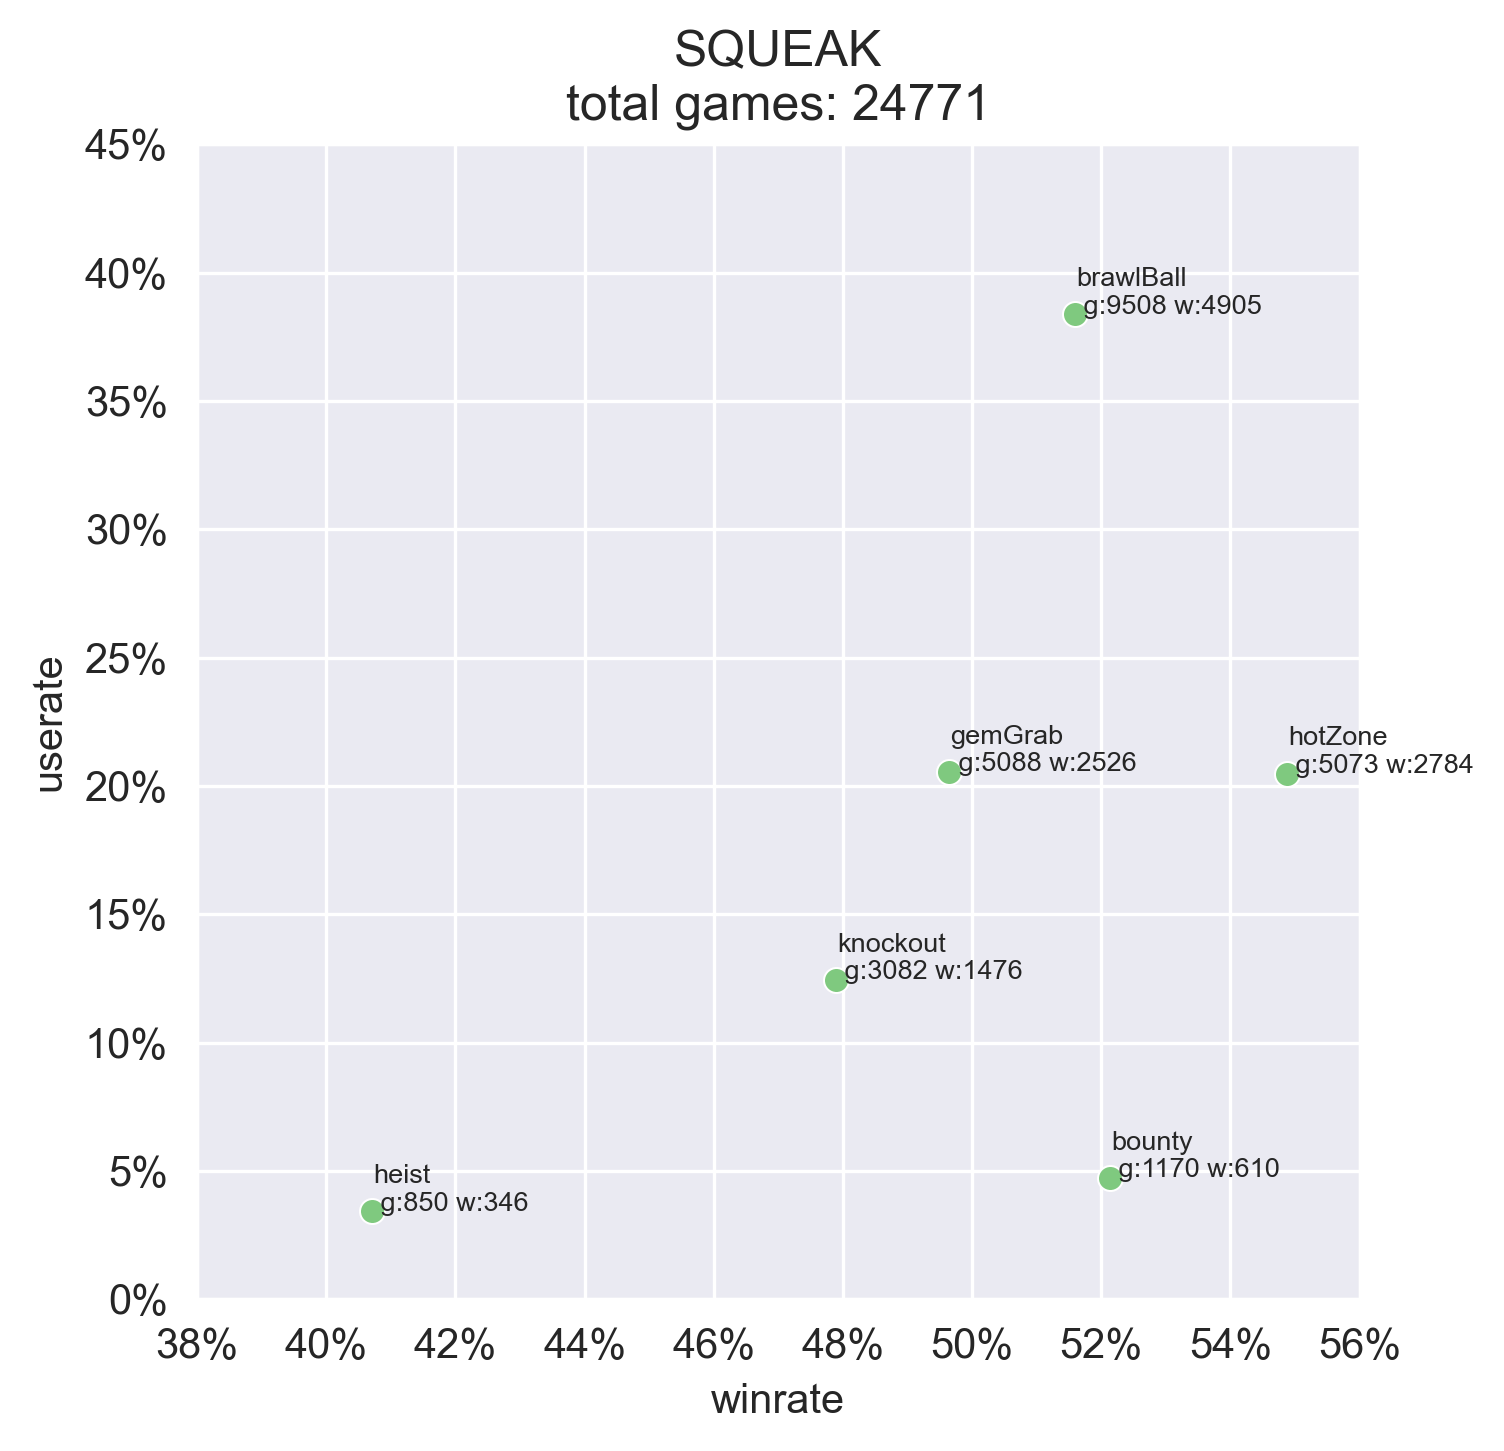 SQUEAK
total games: 24771
45%
40%
35%
30%
25%
20%
15%
10%
5%
0%
userate
brawlBall
g:9508 w:4905
gemGrab
g:5088 w:2526
hotZone
g:5073 w:2784
knockout
g:3082 w:1476
bounty
g:1170 w:610
heist
g:850 w:346
38% 40% 42% 44% 46% 48% 50% 52% 54% 56%
winrate